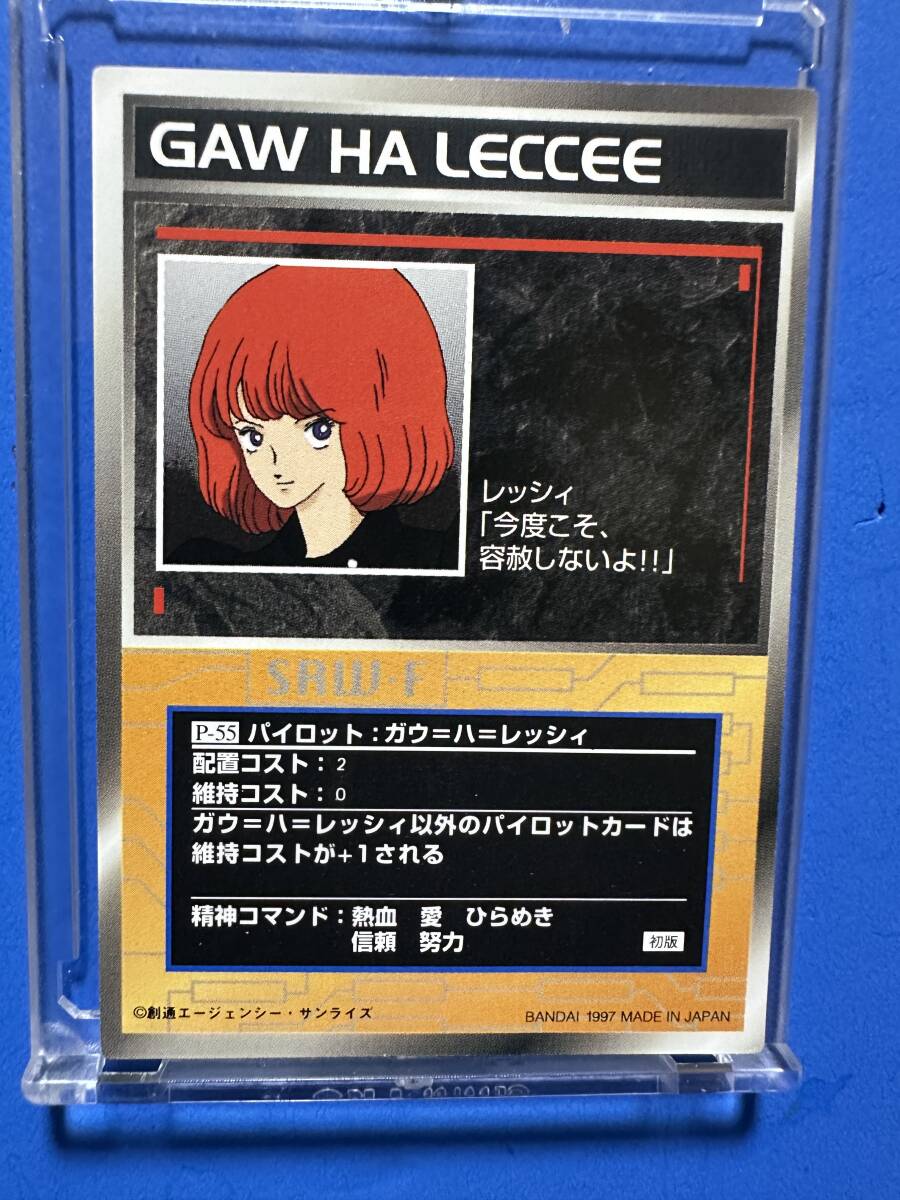 GAW HA LECCEE
レッシィ
「今度こそ、
容赦しないよ!!」
SRW-F
P-55 パイロット:ガウ=ハ=レッシィ
配置コスト: 2
維持コスト: 0
ガウ=ハ=レッシィ以外のパイロットカードは
維持コストが+1される
精神コマンド:熱血 愛 ひらめき
信頼 努力
初版
©創通エージェンシー・サンライズ
BANDAI 1997 MADE IN JAPAN